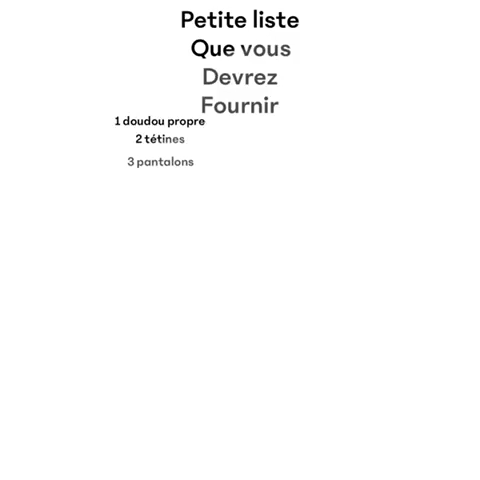 Petite liste
Que vous
Devrez
Fournir
1 doudou propre
2 tétines
3 pantalons